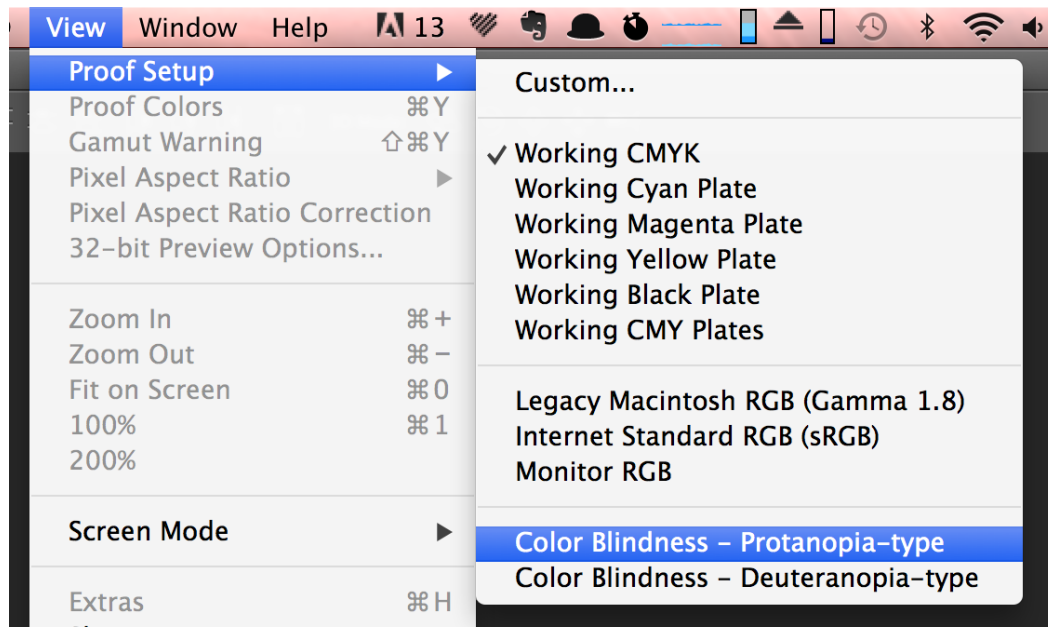 View Window Help 13
Proof Setup
Proof Colors ⌘Y
Gamut Warning ⇧⌘Y
Pixel Aspect Ratio
Pixel Aspect Ratio Correction
32-bit Preview Options...
Zoom In ⌘+
Zoom Out ⌘−
Fit on Screen ⌘0
100% ⌘1
200%
Screen Mode
Extras ⌘H
Custom...
Working CMYK
Working Cyan Plate
Working Magenta Plate
Working Yellow Plate
Working Black Plate
Working CMY Plates
Legacy Macintosh RGB (Gamma 1.8)
Internet Standard RGB (sRGB)
Monitor RGB
Color Blindness – Protanopia-type
Color Blindness – Deuteranopia-type